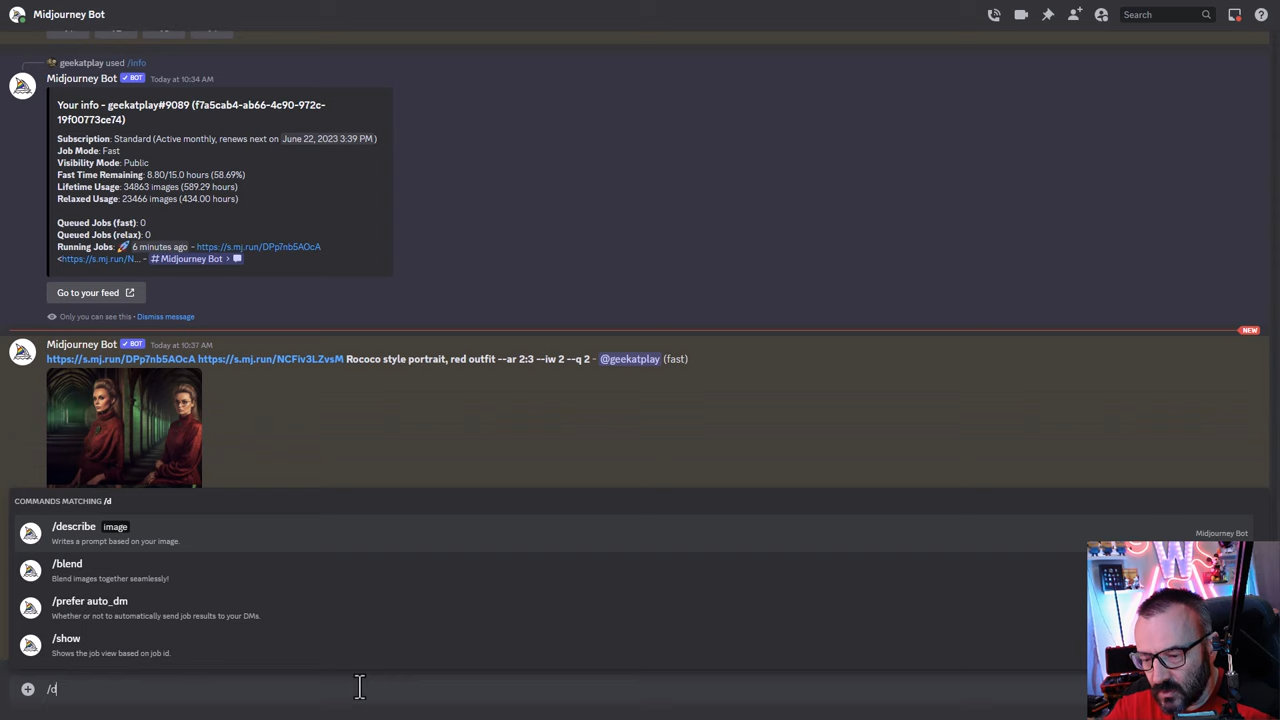 Midjourney Bot
Search
geekatplay used /info
Midjourney Bot ✓ BOT Today at 10:34 AM
Your info - geekatplay#9089 (f7a5cab4-ab66-4c90-972c-
19f00773ce74)
Subscription: Standard (Active monthly, renews next on June 22, 2023 3:39 PM)
Job Mode: Fast
Visibility Mode: Public
Fast Time Remaining: 8.80/15.0 hours (58.69%)
Lifetime Usage: 34863 images (589.29 hours)
Relaxed Usage: 23466 images (434.00 hours)
Queued Jobs (fast): 0
Queued Jobs (relax): 0
Running Jobs: 🚀 6 minutes ago - https://s.mj.run/DPp7nb5AOcA
<https://s.mj.run/N... - # Midjourney Bot >
Go to your feed
Only you can see this • Dismiss message
NEW
Midjourney Bot ✓ BOT Today at 10:37 AM
https://s.mj.run/DPp7nb5AOcA https://s.mj.run/NCFiv3LZvsM Rococo style portrait, red outfit --ar 2:3 --iw 2 --q 2 - @geekatplay (fast)
COMMANDS MATCHING /d
/describe image
Writes a prompt based on your image.
Midjourney Bot
/blend
Blend images together seamlessly!
/prefer auto_dm
Whether or not to automatically send job results to your DMs.
/show
Shows the job view based on job id.
/d